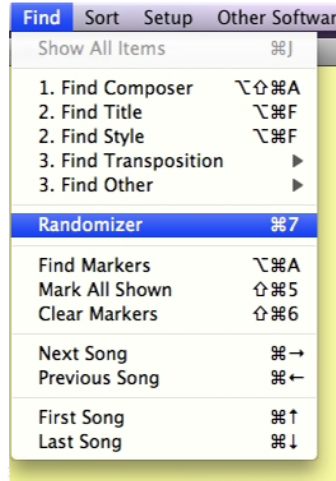 Find Sort Setup Other Softwar
Show All Items ⌘J
1. Find Composer ⌥⇧⌘A
2. Find Title ⌥⌘F
2. Find Style ⌥⌘F
3. Find Transposition ▶
3. Find Other ▶
Randomizer ⌘7
Find Markers ⌥⌘A
Mark All Shown ⇧⌘5
Clear Markers ⇧⌘6
Next Song ⌘→
Previous Song ⌘←
First Song ⌘↑
Last Song ⌘↓